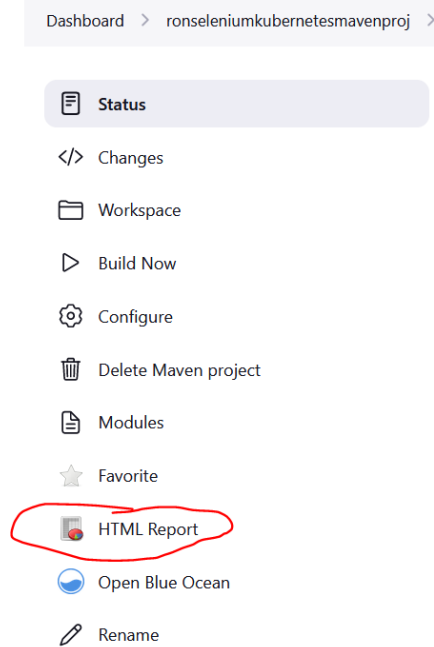 Dashboard > ronseleniumkubernetesmavenproj >
Status
Changes
Workspace
Build Now
Configure
Delete Maven project
Modules
Favorite
HTML Report
Open Blue Ocean
Rename